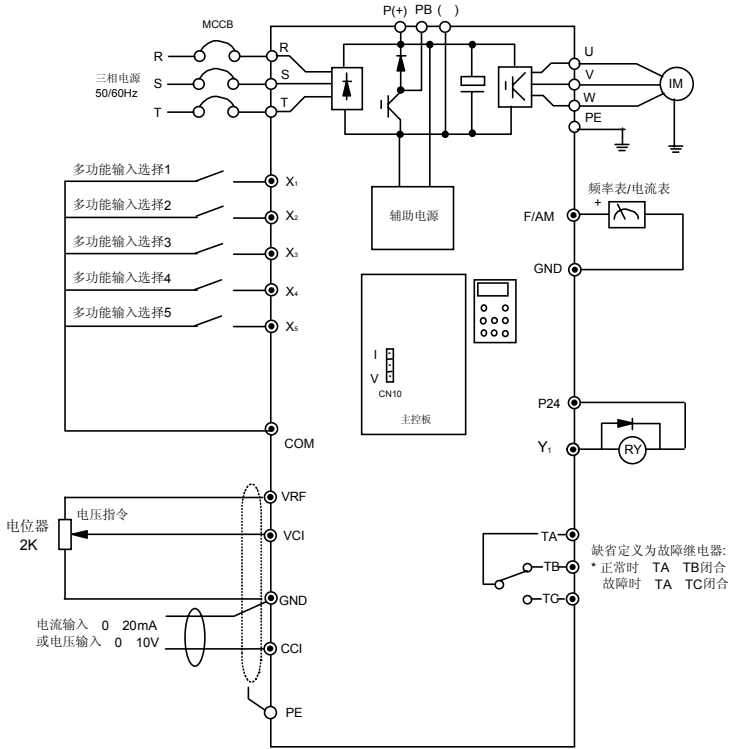 P(+) PB ( )
MCCB
R R
三相电源
50/60Hz
S S
T T
U
V
W
IM
PE
多功能输入选择1
X₁
多功能输入选择2
X₂
多功能输入选择3
X₃
多功能输入选择4
X₄
多功能输入选择5
X₅
辅助电源
频率表/电流表
+
F/AM
GND
I
V
CN10
主控板
P24
Y₁
RY
COM
VRF
电压指令
电位器
2K
VCI
GND
电流输入 0 20mA
或电压输入 0 10V
CCI
PE
TA
TB
TC
缺省定义为故障继电器:
* 正常时 TA TB闭合
故障时 TA TC闭合